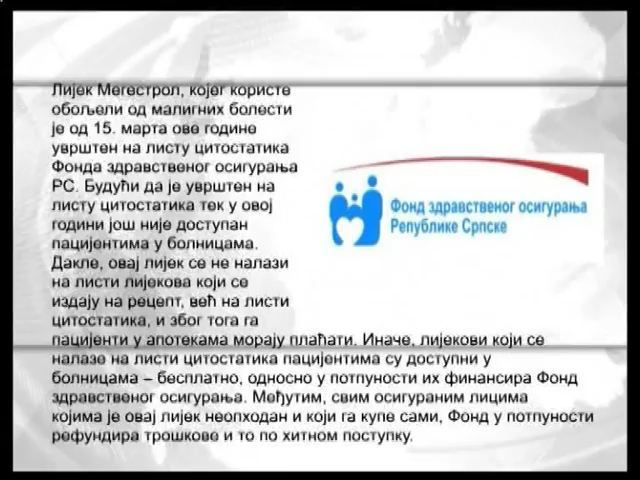 Лијек Мегестрол, којег користе
обољели од малигних болести
је од 15. марта ове године
уврштен на листу цитостатика
Фонда здравственог осигурања
РС. Будући да је уврштен на
листу цитостатика тек у овој
години још није доступан
пацијентима у болницама.
Дакле, овај лијек се не налази
на листи лијекова који се
издају на рецепт, већ на листи
цитостатика, и због тога га
пацијенти у апотекама морају плаћати. Иначе, лијекови који се
налазе на листи цитостатика пацијентима су доступни у
болницама – бесплатно, односно у потпуности их финансира Фонд
здравственог осигурања. Међутим, свим осигураним лицима
којима је овај лијек неопходан и који га купе сами, Фонд у потпуности
рефундира трошкове и то по хитном поступку.
Фонд здравственог осигурања
Републике Српске